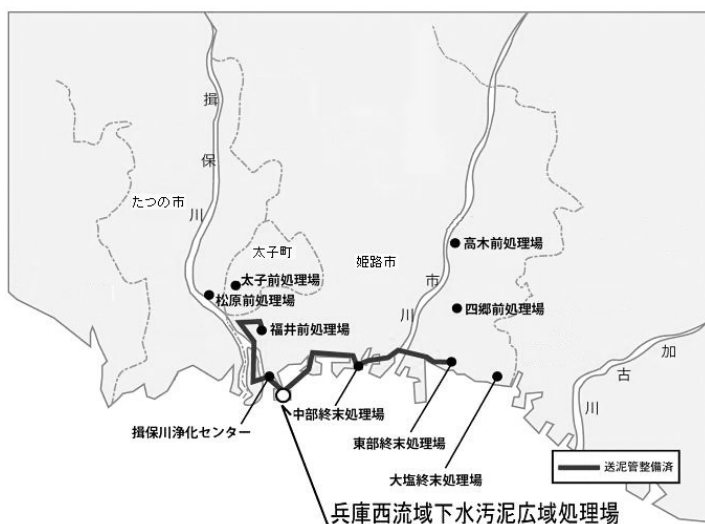 揖保川
たつの市
太子町
姫路市
市川
加古川
高木前処理場
太子前処理場
松原前処理場
四郷前処理場
福井前処理場
中部終末処理場
揖保川浄化センター
東部終末処理場
大塩終末処理場
送泥管整備済
兵庫西流域下水汚泥広域処理場